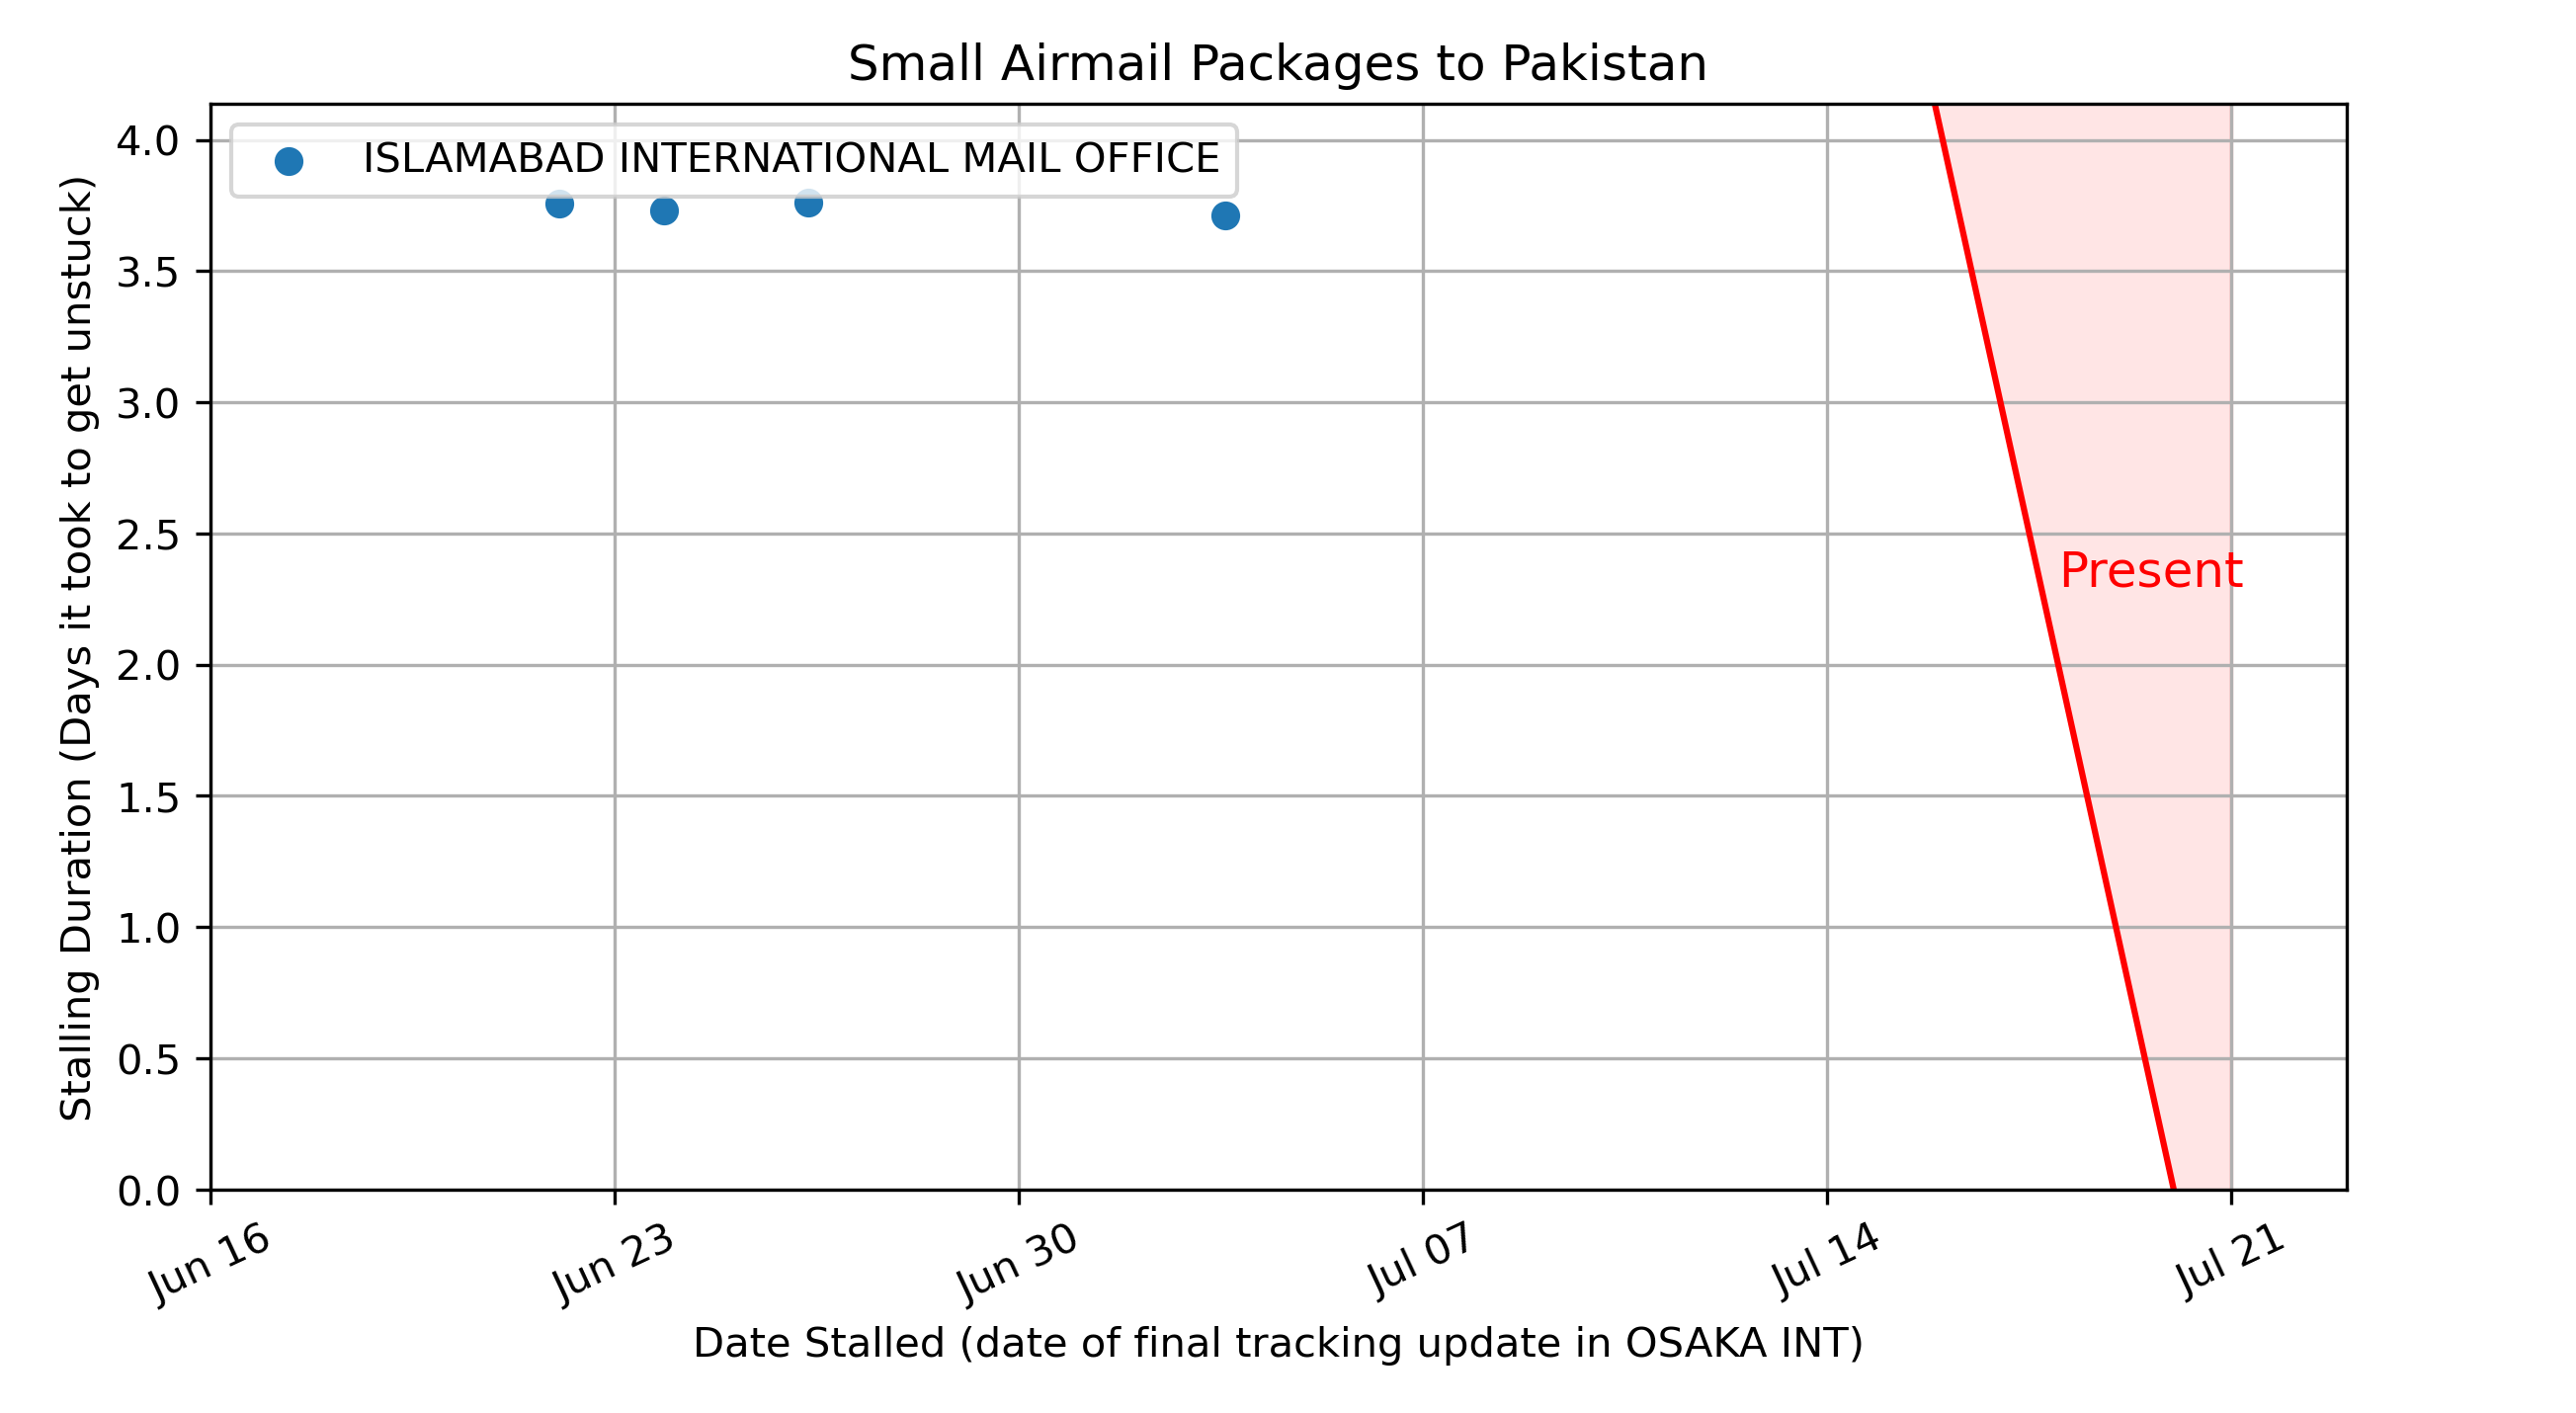 Small Airmail Packages to Pakistan
ISLAMABAD INTERNATIONAL MAIL OFFICE
Stalling Duration (Days it took to get unstuck)
4.0
3.5
3.0
2.5
2.0
1.5
1.0
0.5
0.0
Present
Jun 16
Jun 23
Jun 30
Jul 07
Jul 14
Jul 21
Date Stalled (date of final tracking update in OSAKA INT)